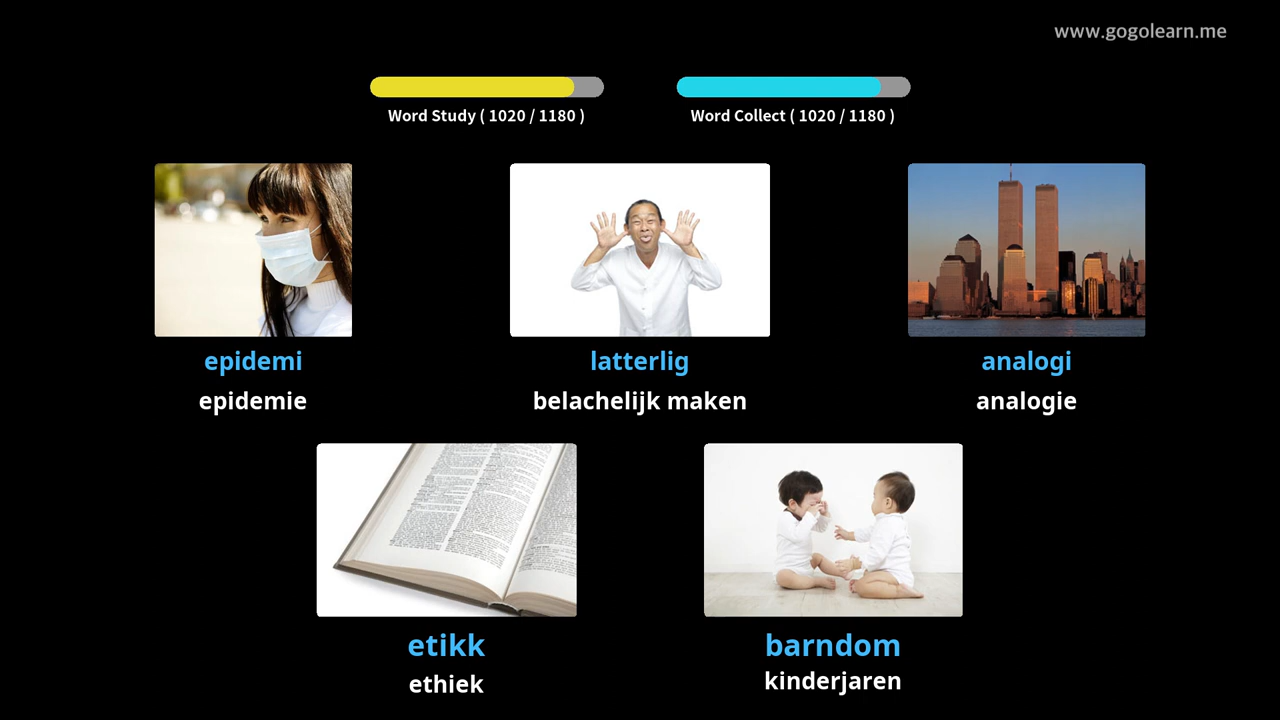 www.gogolearn.me
Word Study ( 1020 / 1180 )
Word Collect ( 1020 / 1180 )
epidemi
epidemie
latterlig
belachelijk maken
analogi
analogie
etikk
ethiek
barndom
kinderjaren